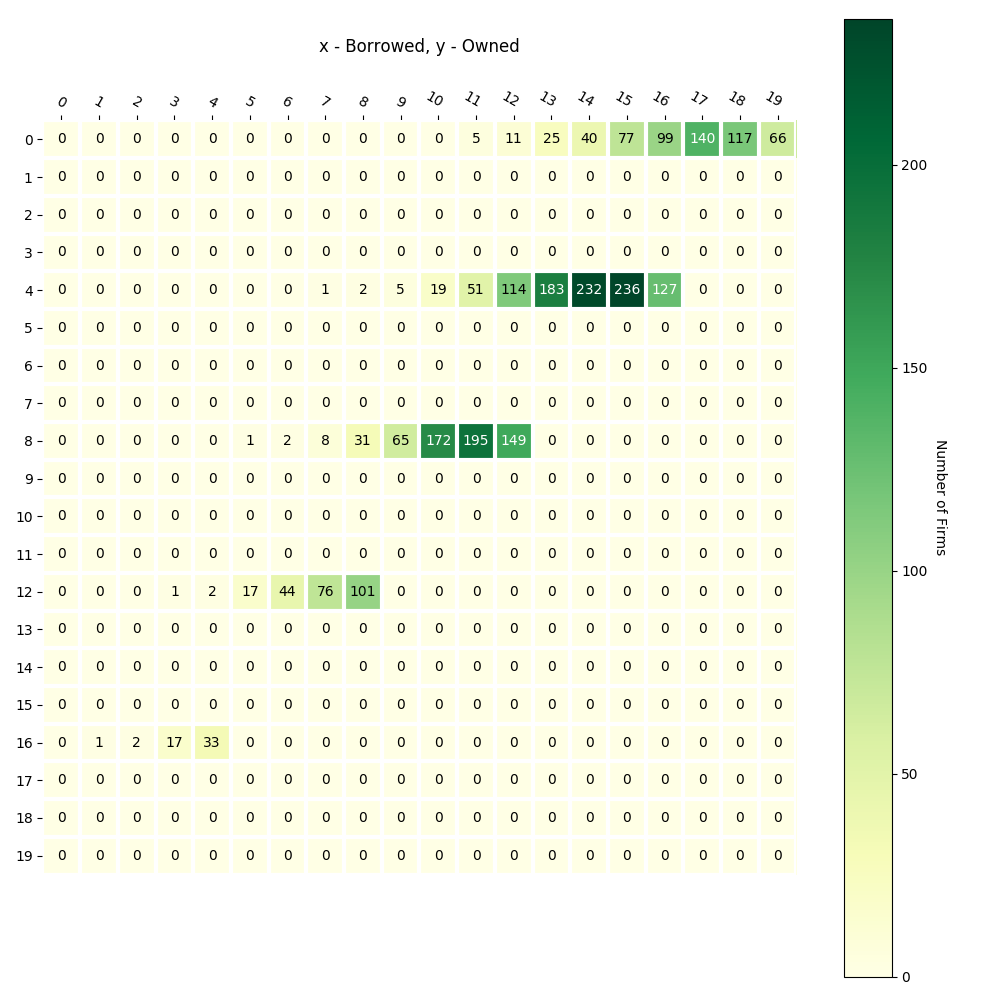 x - Borrowed, y - Owned
0 1 2 3 4 5 6 7 8 9 10 11 12 13 14 15 16 17 18 19
0 0 0 0 0 0 0 0 0 0 0 0 5 11 25 40 77 99 140 117 66
1 0 0 0 0 0 0 0 0 0 0 0 0 0 0 0 0 0 0 0 0
2 0 0 0 0 0 0 0 0 0 0 0 0 0 0 0 0 0 0 0 0
3 0 0 0 0 0 0 0 0 0 0 0 0 0 0 0 0 0 0 0 0
4 0 0 0 0 0 0 0 1 2 5 19 51 114 183 232 236 127 0 0 0
5 0 0 0 0 0 0 0 0 0 0 0 0 0 0 0 0 0 0 0 0
6 0 0 0 0 0 0 0 0 0 0 0 0 0 0 0 0 0 0 0 0
7 0 0 0 0 0 0 0 0 0 0 0 0 0 0 0 0 0 0 0 0
8 0 0 0 0 0 1 2 8 31 65 172 195 149 0 0 0 0 0 0 0
9 0 0 0 0 0 0 0 0 0 0 0 0 0 0 0 0 0 0 0 0
10 0 0 0 0 0 0 0 0 0 0 0 0 0 0 0 0 0 0 0 0
11 0 0 0 0 0 0 0 0 0 0 0 0 0 0 0 0 0 0 0 0
12 0 0 0 1 2 17 44 76 101 0 0 0 0 0 0 0 0 0 0 0
13 0 0 0 0 0 0 0 0 0 0 0 0 0 0 0 0 0 0 0 0
14 0 0 0 0 0 0 0 0 0 0 0 0 0 0 0 0 0 0 0 0
15 0 0 0 0 0 0 0 0 0 0 0 0 0 0 0 0 0 0 0 0
16 0 1 2 17 33 0 0 0 0 0 0 0 0 0 0 0 0 0 0 0
17 0 0 0 0 0 0 0 0 0 0 0 0 0 0 0 0 0 0 0 0
18 0 0 0 0 0 0 0 0 0 0 0 0 0 0 0 0 0 0 0 0
19 0 0 0 0 0 0 0 0 0 0 0 0 0 0 0 0 0 0 0 0
200
150
100
50
0
Number of Firms